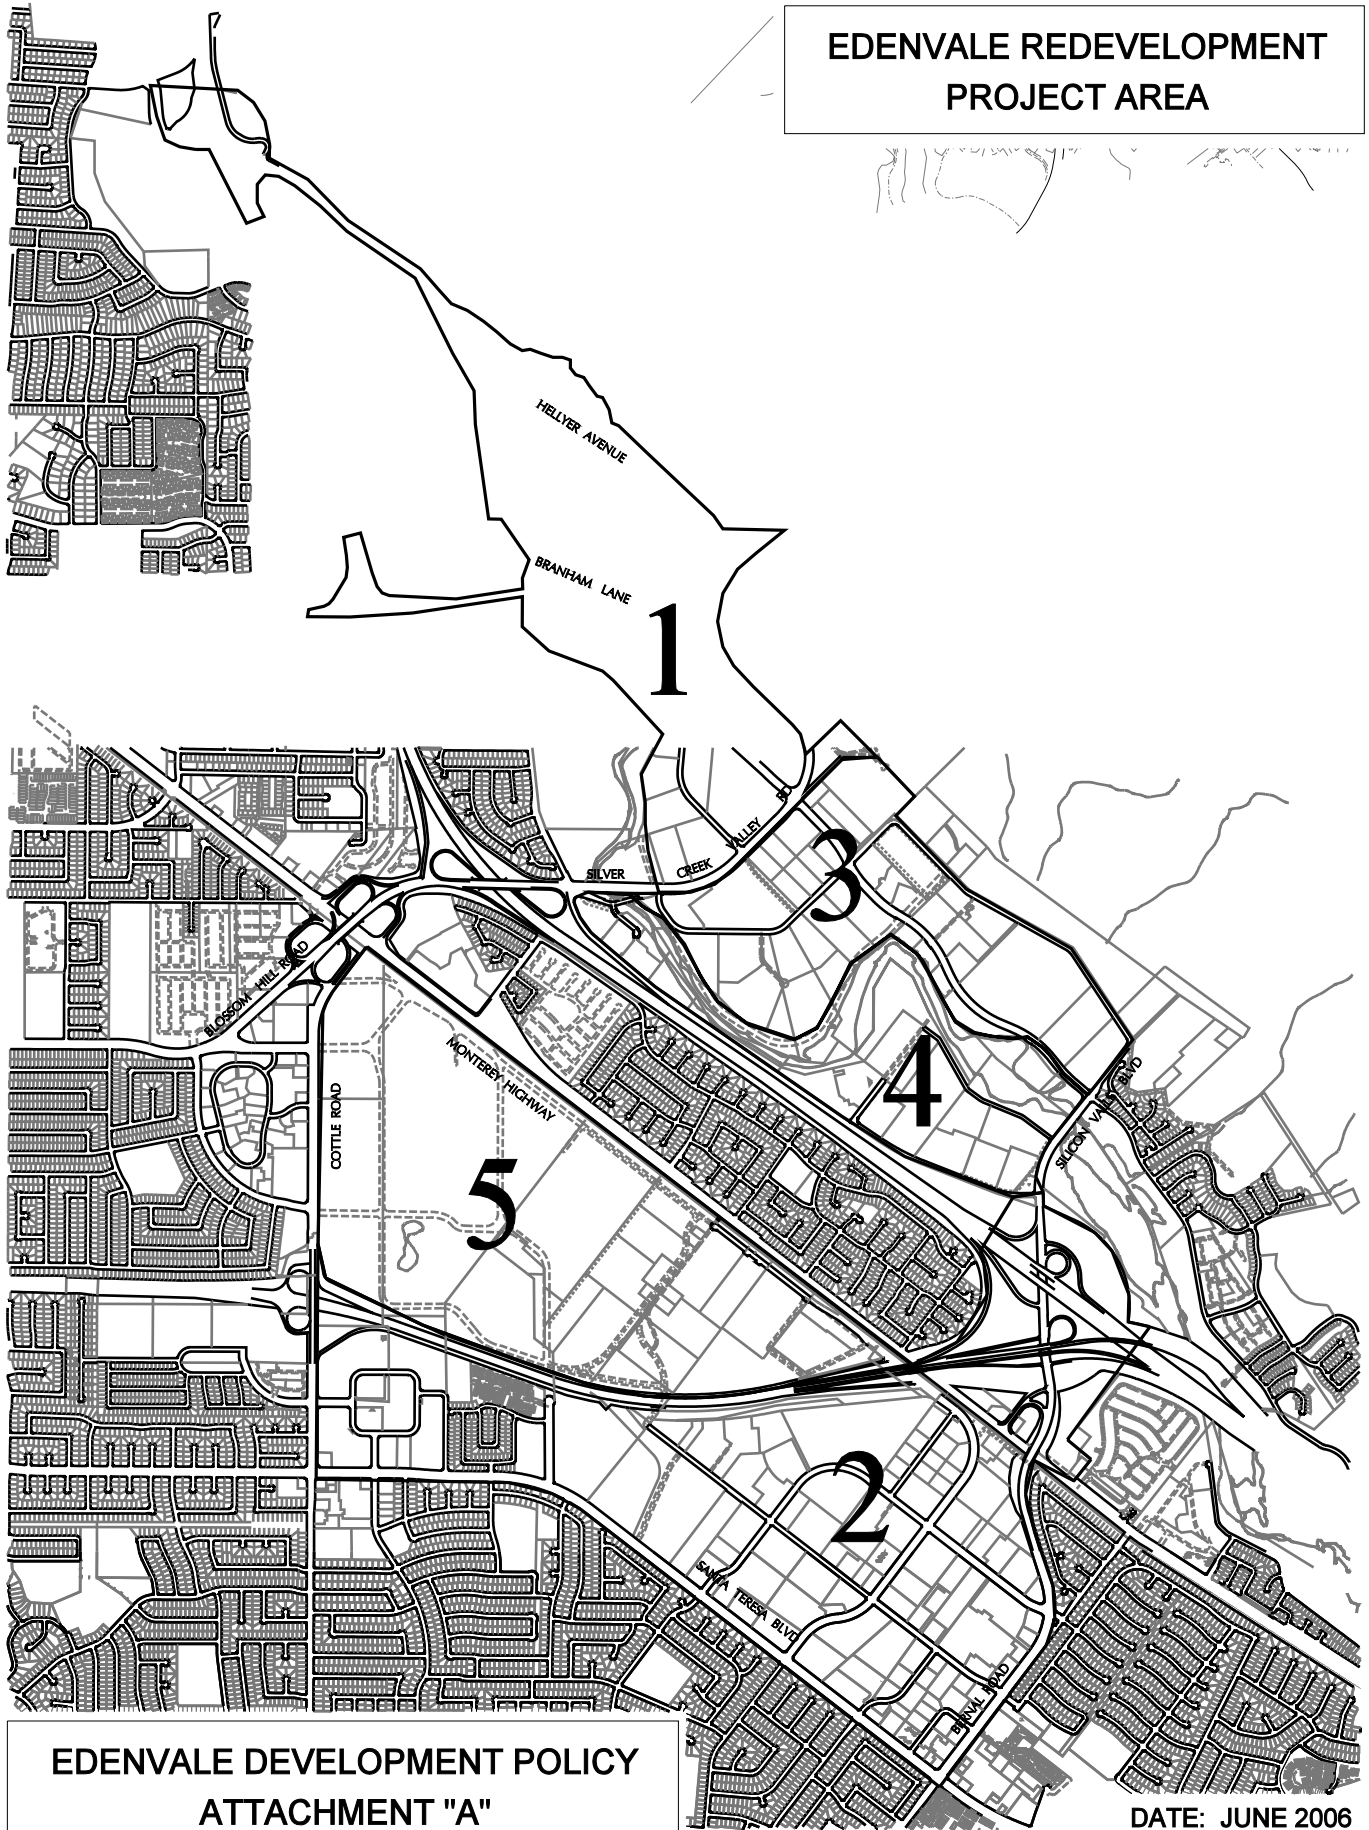 EDENVALE REDEVELOPMENT
PROJECT AREA
HELLYER AVENUE
BRANHAM LANE
1
SILVER CREEK VALLEY RD
3
BLOSSOM HILL ROAD
MONTEREY HIGHWAY
4
SILICON VALLEY BLVD
COTTLE ROAD
5
2
SANTA TERESA BLVD
BERNAL ROAD
EDENVALE DEVELOPMENT POLICY
ATTACHMENT "A"
DATE: JUNE 2006